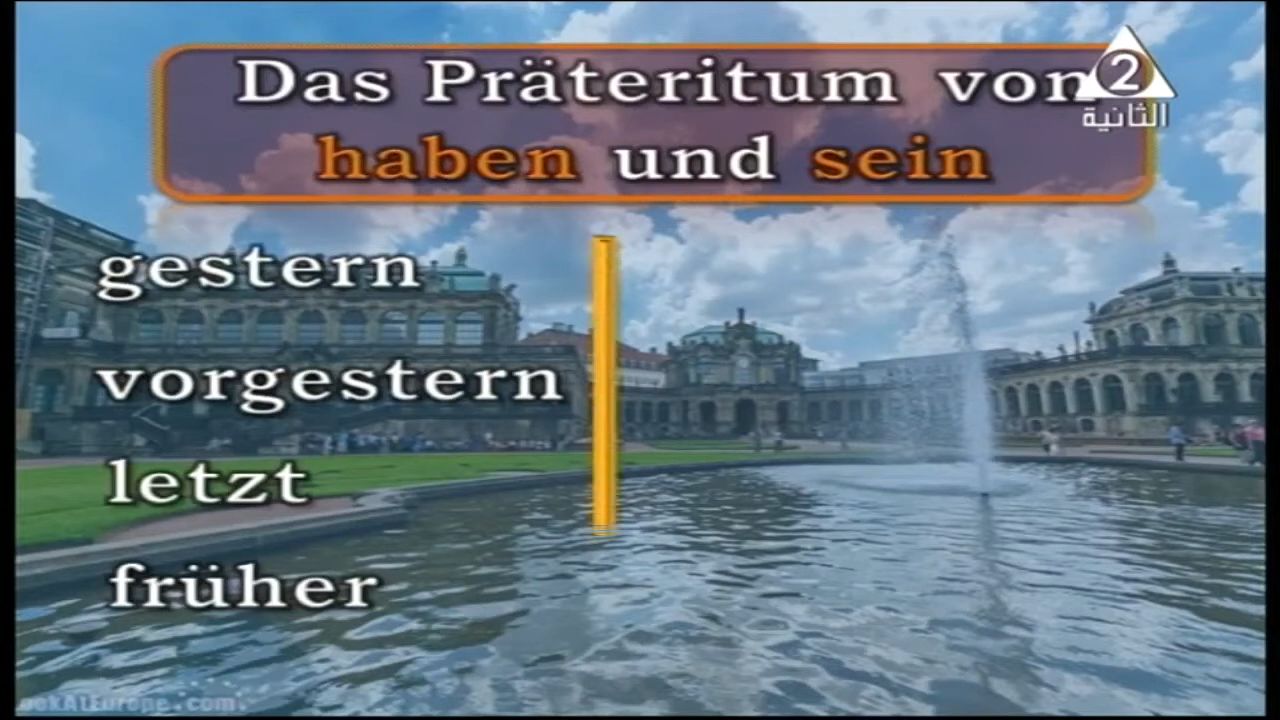 Das Präteritum von
haben und sein
2
الثانية
gestern
vorgestern
letzt
früher